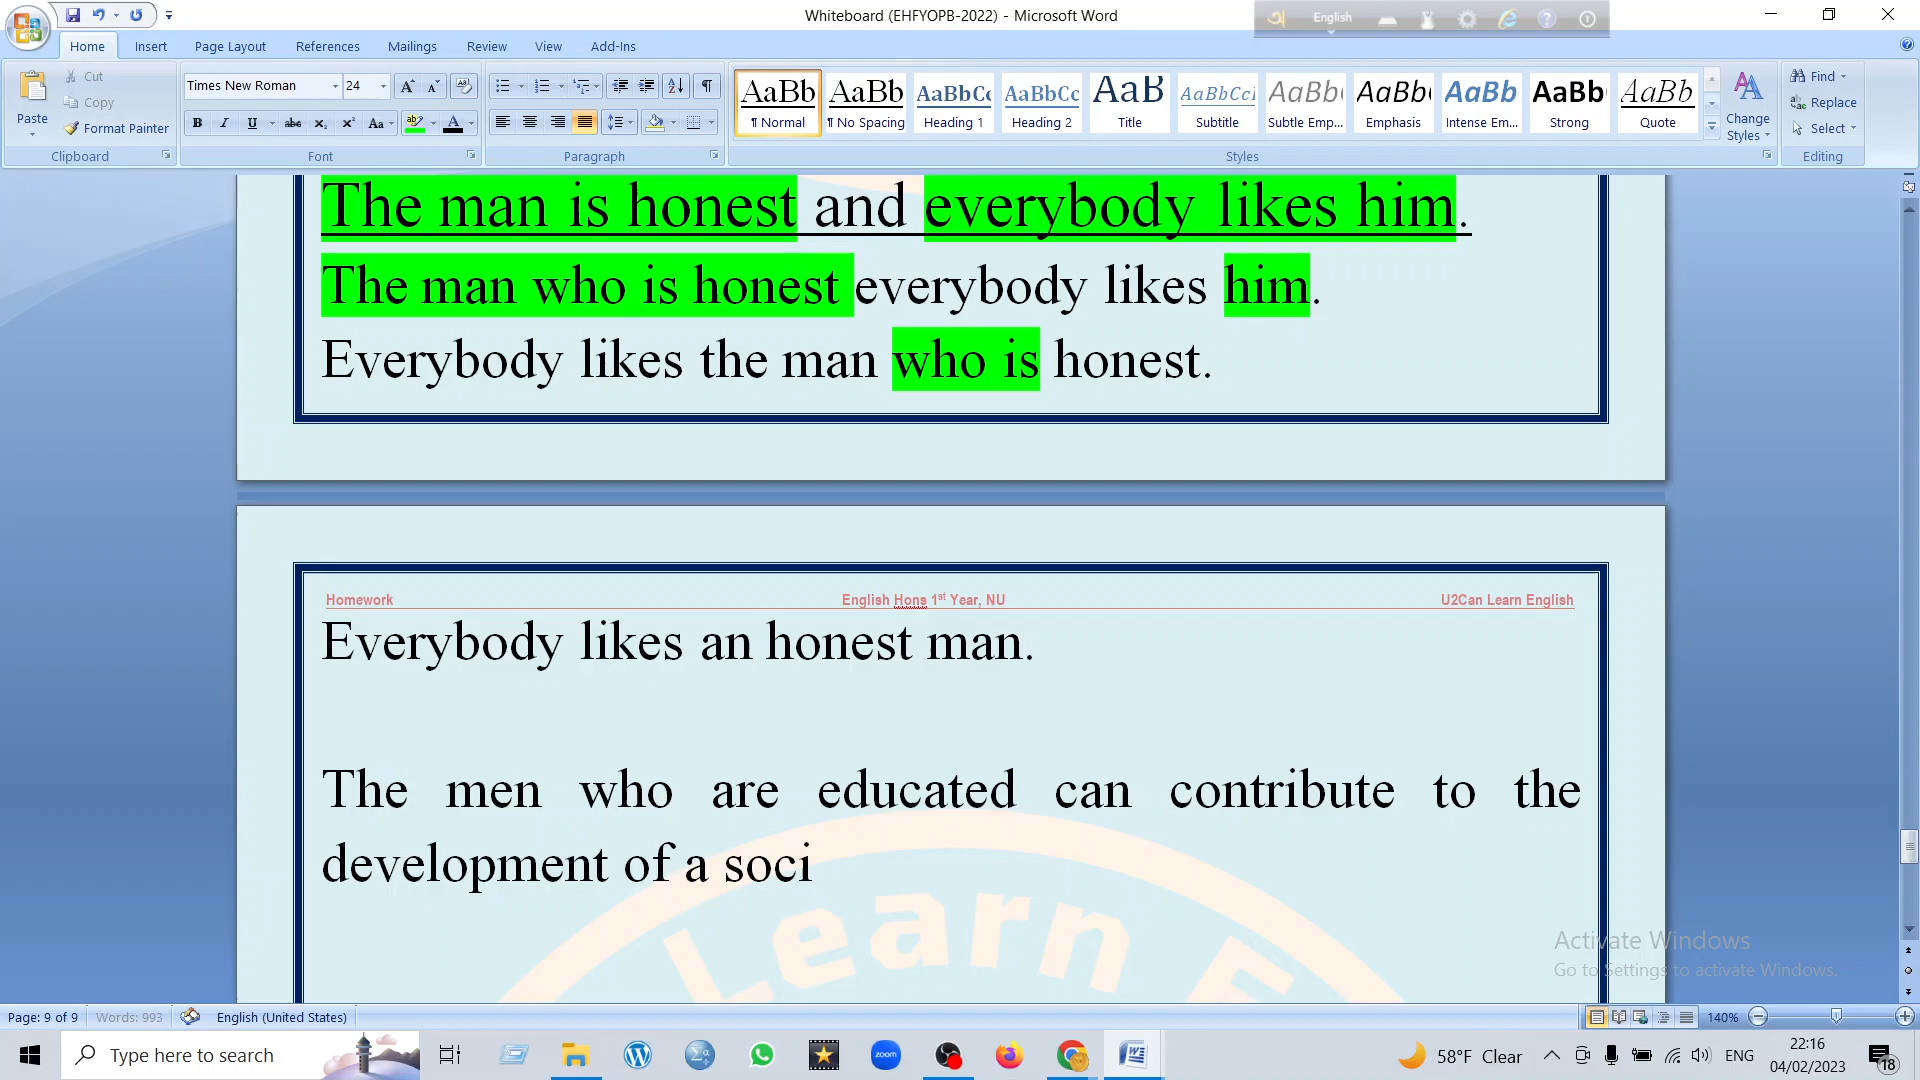 Whiteboard (EHFYOPB-2022) - Microsoft Word
English
Home Insert Page Layout References Mailings Review View Add-Ins
Paste
Cut
Copy
Format Painter
Clipboard
Times New Roman 24
Font
Paragraph
AaBb AaBb AaBbCc AaBbCc AaB AaBbCcI AaBb AaBb AaBb AaBb AaBb
¶ Normal ¶ No Spacing Heading 1 Heading 2 Title Subtitle Subtle Emp... Emphasis Intense Em... Strong Quote
Change
Styles
Styles
Find
Replace
Select
Editing
The man is honest and everybody likes him.
The man who is honest everybody likes him.
Everybody likes the man who is honest.
Homework English Hons 1st Year, NU U2Can Learn English
Everybody likes an honest man.
The men who are educated can contribute to the
development of a soci
Learn E
Activate Windows
Go to Settings to activate Windows.
Page: 9 of 9 Words: 993 English (United States) 140%
Type here to search
zoom
58°F Clear
ENG
22:16
04/02/2023
18